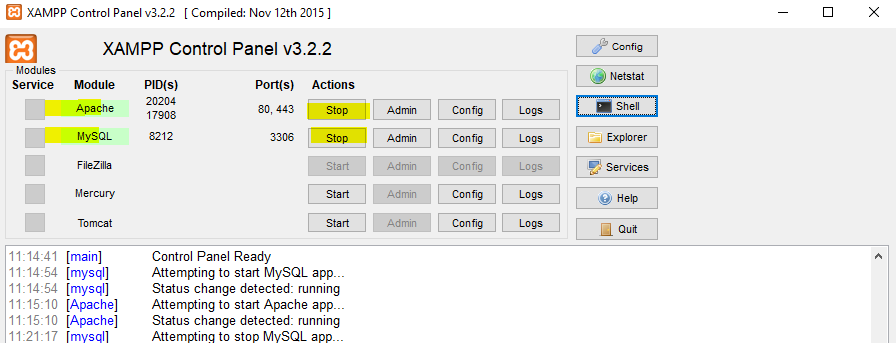 XAMPP Control Panel v3.2.2 [ Compiled: Nov 12th 2015 ]
XAMPP Control Panel v3.2.2
Config
Modules
Service Module PID(s) Port(s) Actions
Netstat
Apache 20204 17908 80, 443 Stop Admin Config Logs
Shell
MySQL 8212 3306 Stop Admin Config Logs
Explorer
FileZilla Start Admin Config Logs
Services
Mercury Start Admin Config Logs
Help
Tomcat Start Admin Config Logs
Quit
11:14:41 [main] Control Panel Ready
11:14:54 [mysql] Attempting to start MySQL app...
11:14:54 [mysql] Status change detected: running
11:15:10 [Apache] Attempting to start Apache app...
11:15:10 [Apache] Status change detected: running
11:21:17 [mysql] Attempting to stop MySQL app...